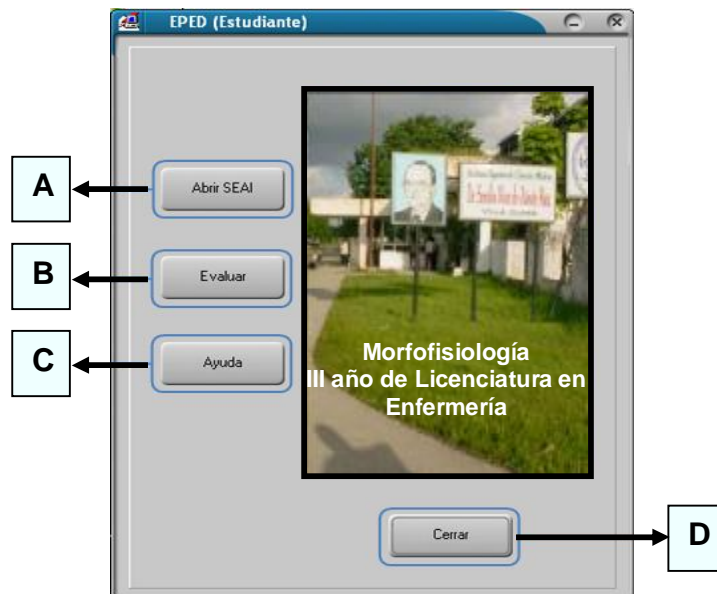 EPED (Estudiante)
A
Abrir SEAI
B
Evaluar
C
Ayuda
Morfofisiología
III año de Licenciatura en
Enfermería
Cerrar
D